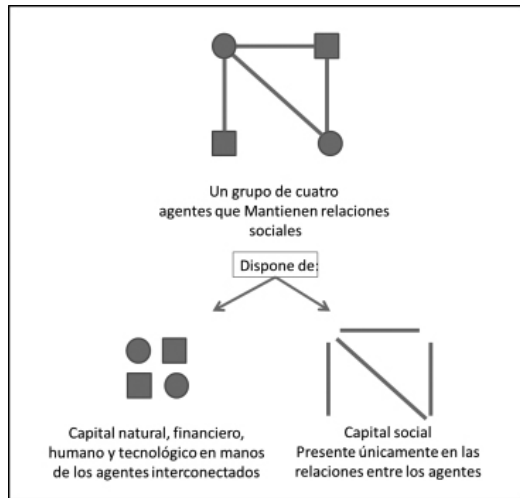 Un grupo de cuatro
agentes que Mantienen relaciones
sociales
Dispone de:
Capital natural, financiero,
humano y tecnológico en manos
de los agentes interconectados
Capital social
Presente únicamente en las
relaciones entre los agentes